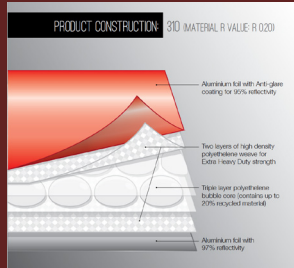 PRODUCT CONSTRUCTION: 310 (MATERIAL R VALUE: R 0.20)
Aluminium foil with Anti-glare
coating for 95% reflectivity
Two layers of high density
polyethelene weave for
Extra Heavy Duty strength
Triple layer polyethelene
bubble core (contains up to
20% recycled material)
Aluminium foil with
97% reflectivity